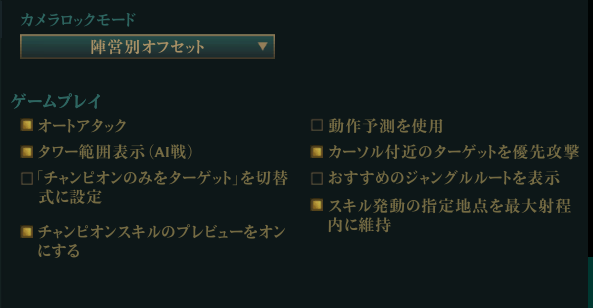 カメラロックモード
陣営別オフセット
ゲームプレイ
オートアタック
タワー範囲表示(AI戦)
「チャンピオンのみをターゲット」を切替
式に設定
チャンピオンスキルのプレビューをオン
にする
動作予測を使用
カーソル付近のターゲットを優先攻撃
おすすめのジャングルルートを表示
スキル発動の指定地点を最大射程
内に維持